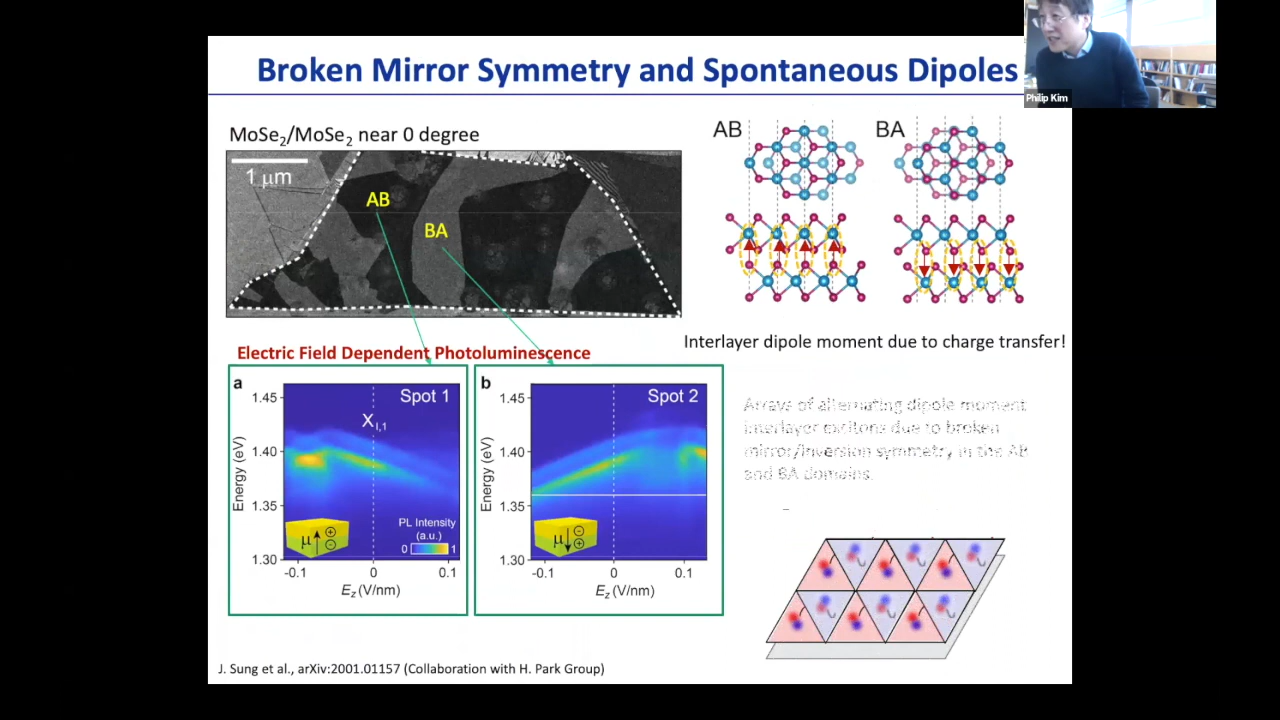 Broken Mirror Symmetry and Spontaneous Dipoles
Philip Kim
MoSe2/MoSe2 near 0 degree
1 μm
AB
BA
AB
BA
Interlayer dipole moment due to charge transfer!
Electric Field Dependent Photoluminescence
a
Spot 1
X I,1
1.45
1.40
1.35
1.30
Energy (eV)
μ
PL Intensity
(a.u.)
0 1
-0.1 0 0.1
Ez (V/nm)
b
Spot 2
1.45
1.40
1.35
1.30
Energy (eV)
μ
-0.1 0 0.1
Ez (V/nm)
Arrays of alternating dipole moment
interlayer excitons due to broken
mirror/inversion symmetry in the AB
and BA domains.
J. Sung et al., arXiv:2001.01157 (Collaboration with H. Park Group)